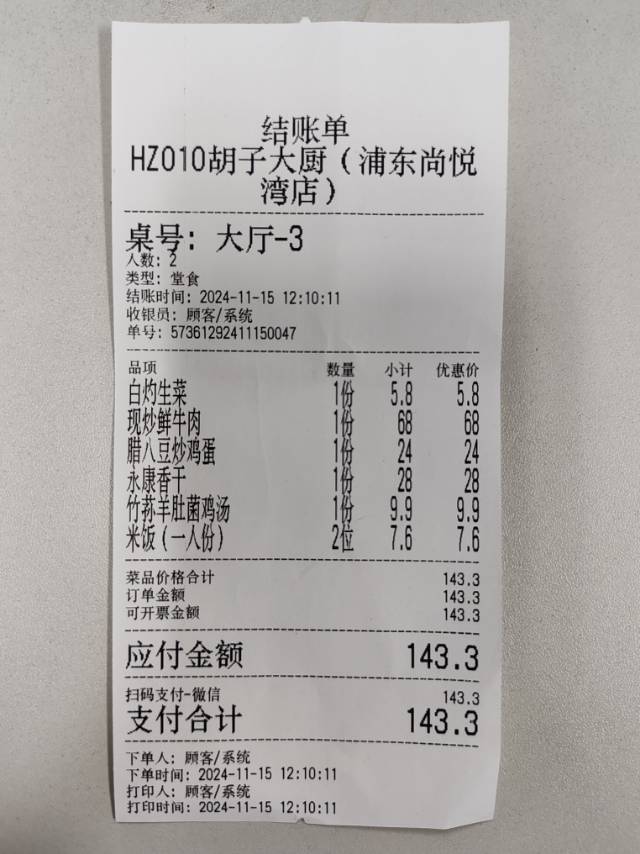 结账单
HZ010胡子大厨（浦东尚悦
湾店）
桌号: 大厅-3
人数: 2
类型: 堂食
结账时间: 2024-11-15 12:10:11
收银员: 顾客/系统
单号: 57361292411150047
品项 数量 小计 优惠价
白灼生菜 1份 5.8 5.8
现炒鲜牛肉 1份 68 68
腊八豆炒鸡蛋 1份 24 24
永康香干 1份 28 28
竹荪羊肚菌鸡汤 1份 9.9 9.9
米饭（一人份） 2位 7.6 7.6
菜品价格合计 143.3
订单金额 143.3
可开票金额 143.3
应付金额 143.3
扫码支付-微信 143.3
支付合计 143.3
下单人: 顾客/系统
下单时间: 2024-11-15 12:10:11
打印人: 顾客/系统
打印时间: 2024-11-15 12:10:11